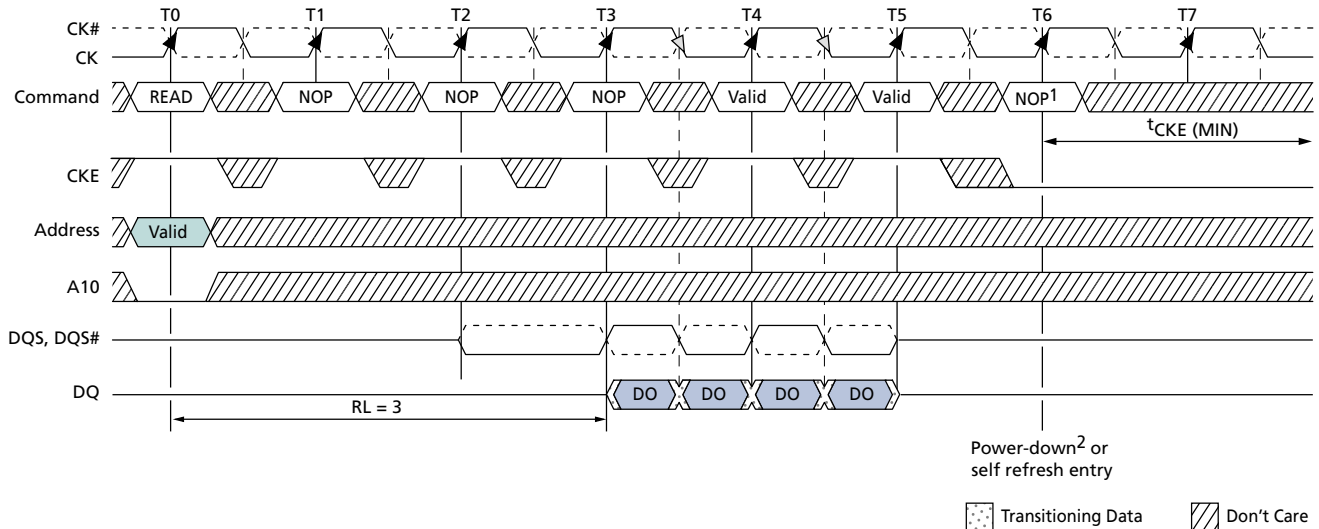 T0 T1 T2 T3 T4 T5 T6 T7
CK#
CK
Command READ NOP NOP NOP Valid Valid NOP1
tCKE (MIN)
CKE
Address Valid
A10
DQS, DQS#
DQ DO DO DO DO
RL = 3
Power-down2 or
self refresh entry
Transitioning Data Don't Care